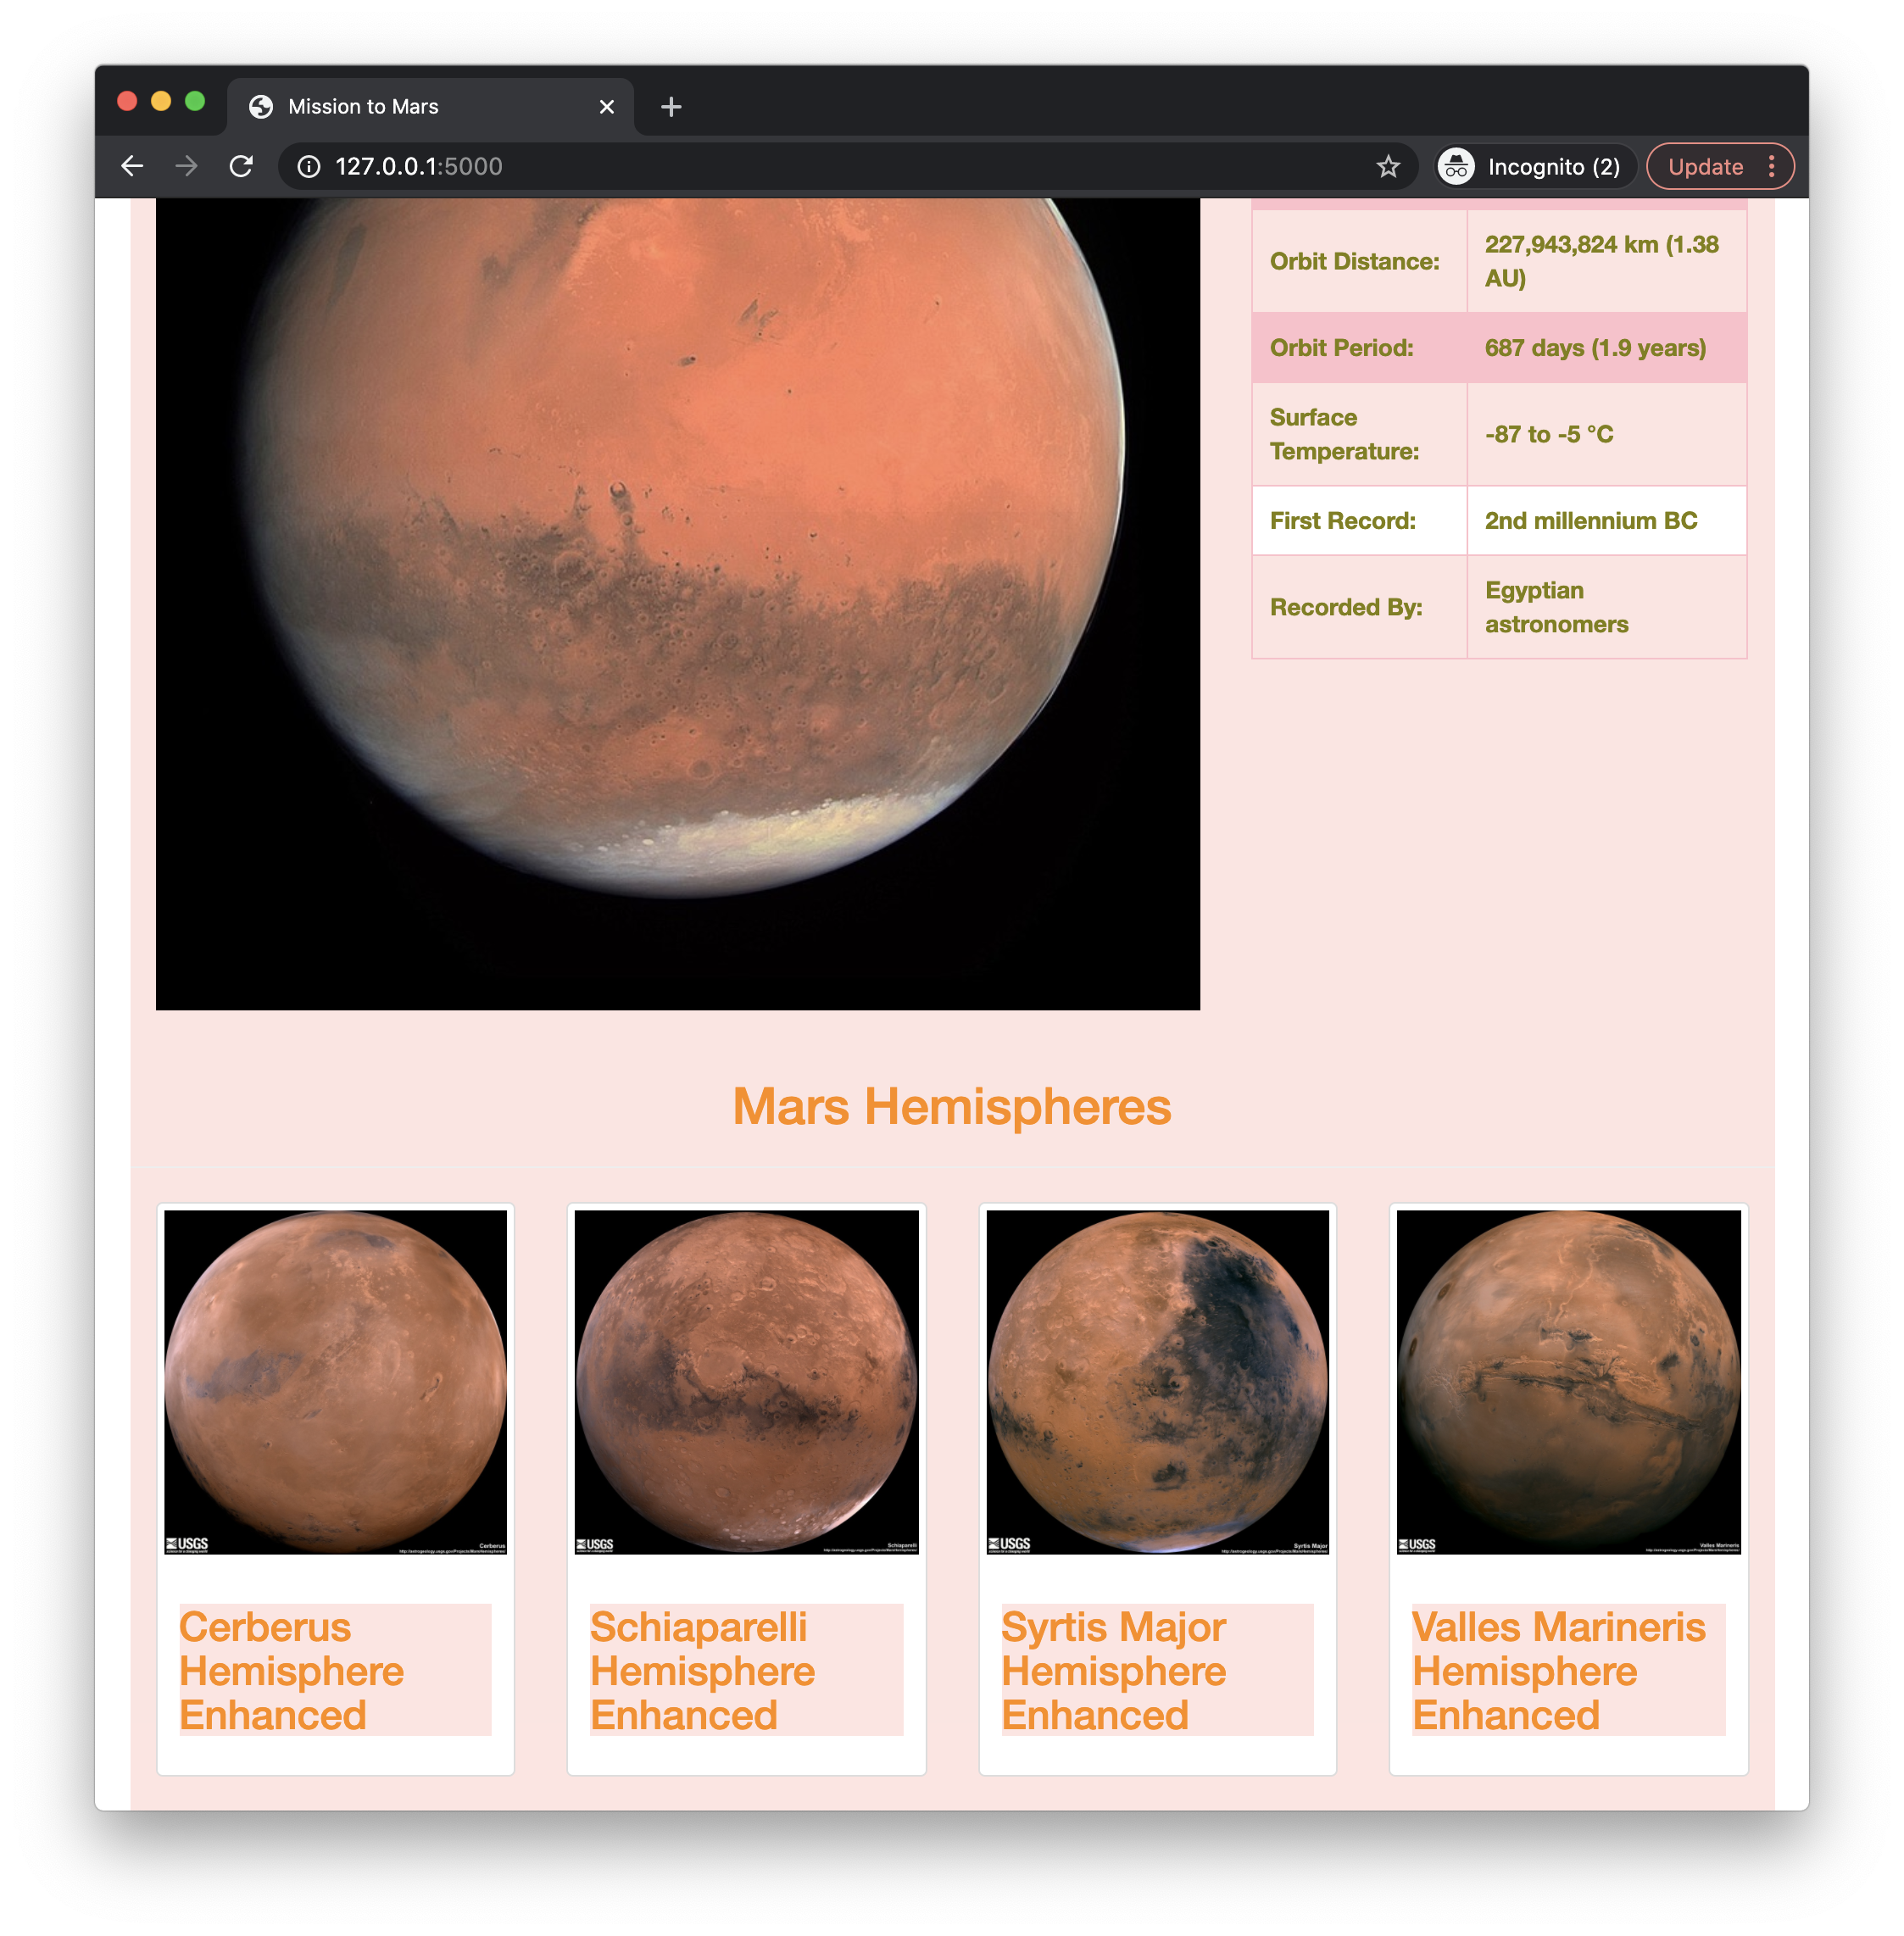 Mission to Mars
127.0.0.1:5000
Incognito (2)
Update
Orbit Distance:
227,943,824 km (1.38
AU)
Orbit Period:
687 days (1.9 years)
Surface
Temperature:
-87 to -5 °C
First Record:
2nd millennium BC
Recorded By:
Egyptian
astronomers
Mars Hemispheres
USGS
Cerberus
USGS
Schiaparelli
USGS
Syrtis Major
USGS
Valles Marineris
Cerberus
Hemisphere
Enhanced
Schiaparelli
Hemisphere
Enhanced
Syrtis Major
Hemisphere
Enhanced
Valles Marineris
Hemisphere
Enhanced